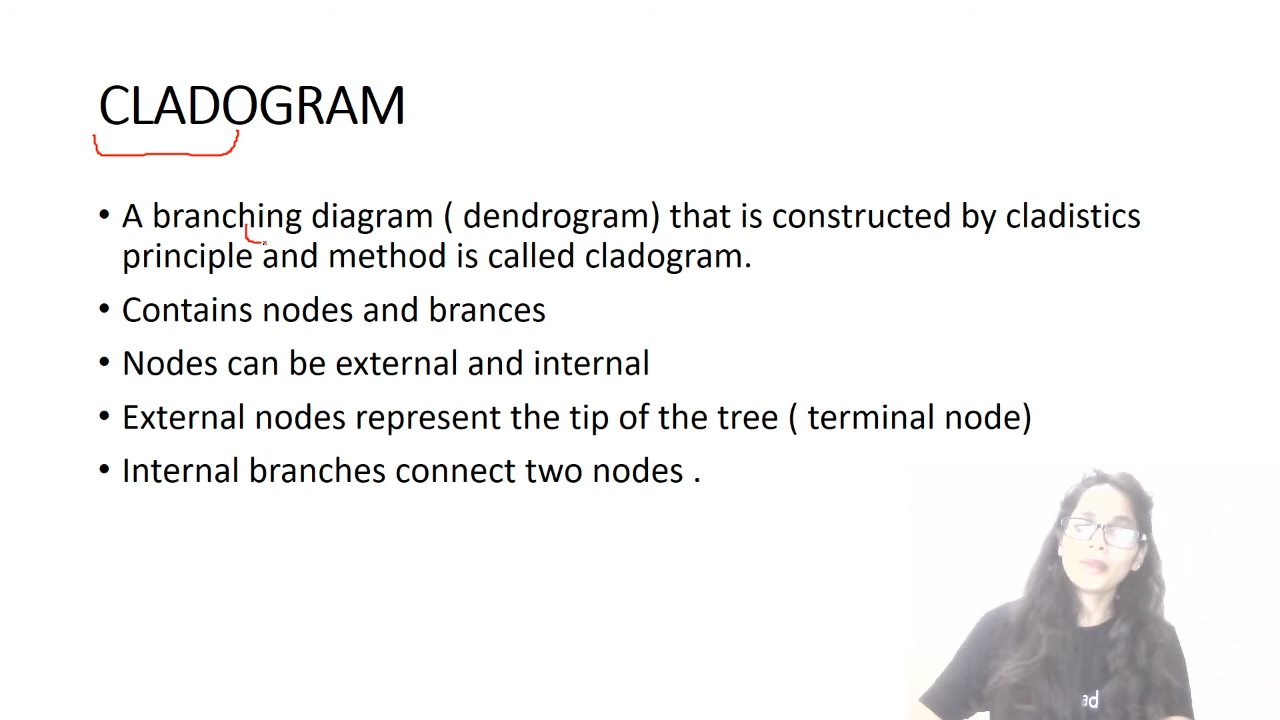 CLADOGRAM
• A branching diagram ( dendrogram) that is constructed by cladistics
principle and method is called cladogram.
• Contains nodes and brances
• Nodes can be external and internal
• External nodes represent the tip of the tree ( terminal node)
• Internal branches connect two nodes .
ad